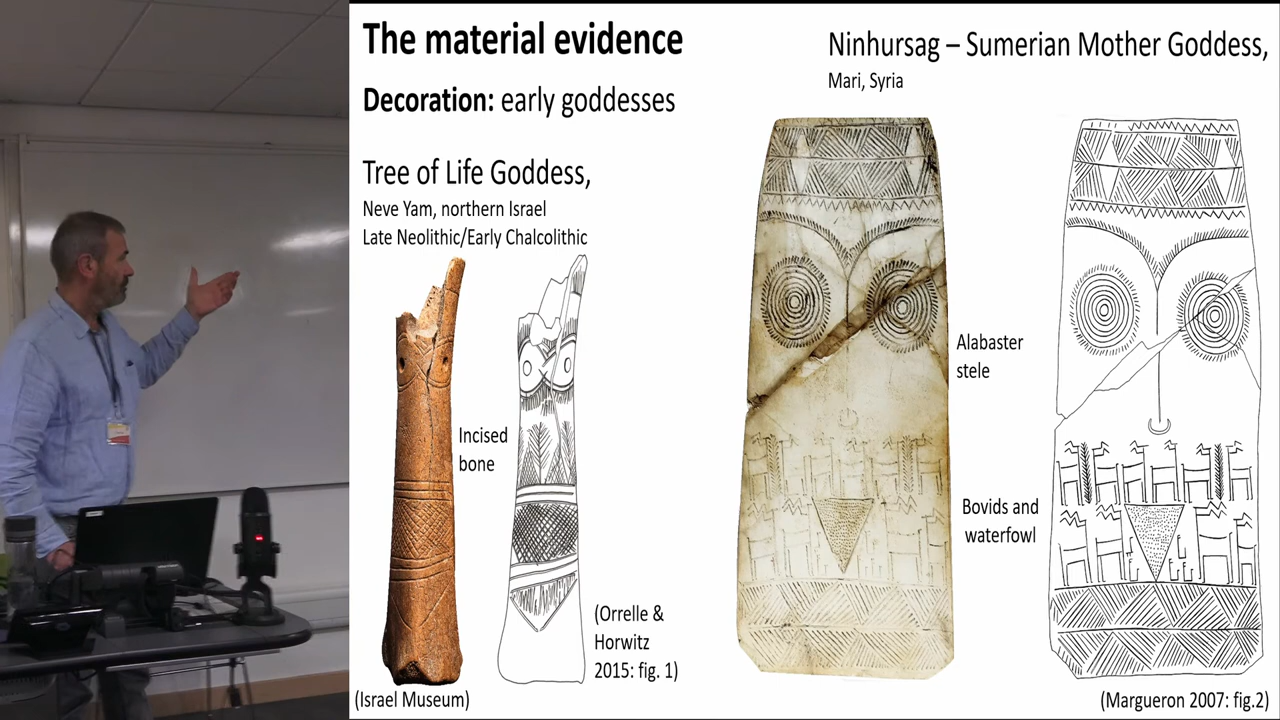 The material evidence
Decoration: early goddesses
Tree of Life Goddess,
Neve Yam, northern Israel
Late Neolithic/Early Chalcolithic
Incised
bone
(Orrelle &
Horwitz
2015: fig. 1)
(Israel Museum)
Ninhursag – Sumerian Mother Goddess,
Mari, Syria
Alabaster
stele
Bovids and
waterfowl
(Margueron 2007: fig.2)